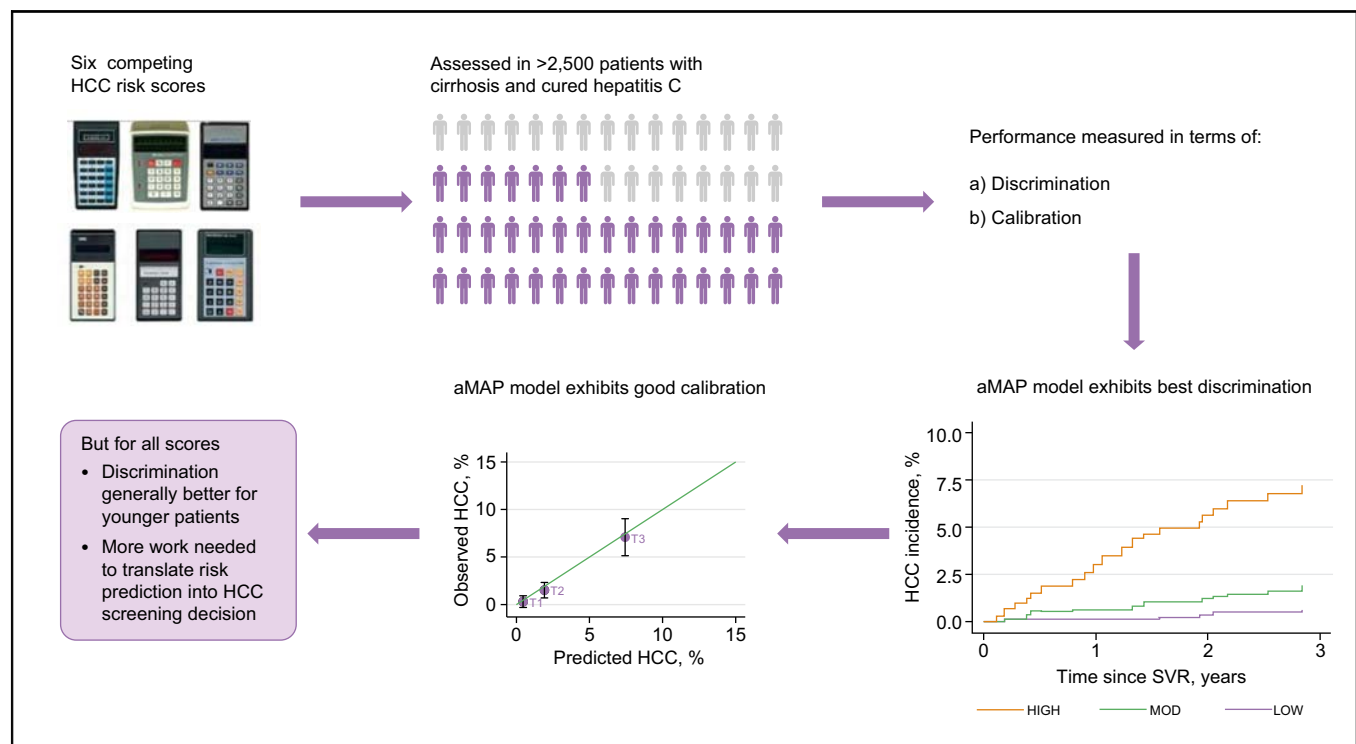 Six competing
HCC risk scores
Assessed in >2,500 patients with
cirrhosis and cured hepatitis C
Performance measured in terms of:
a) Discrimination
b) Calibration
aMAP model exhibits best discrimination
HCC incidence, %
10.0
7.5
5.0
2.5
0.0
0
1
2
3
Time since SVR, years
HIGH
MOD
LOW
aMAP model exhibits good calibration
Observed HCC, %
15
10
5
0
T1
T2
T3
0
5
10
15
Predicted HCC, %
But for all scores
• Discrimination
generally better for
younger patients
• More work needed
to translate risk
prediction into HCC
screening decision